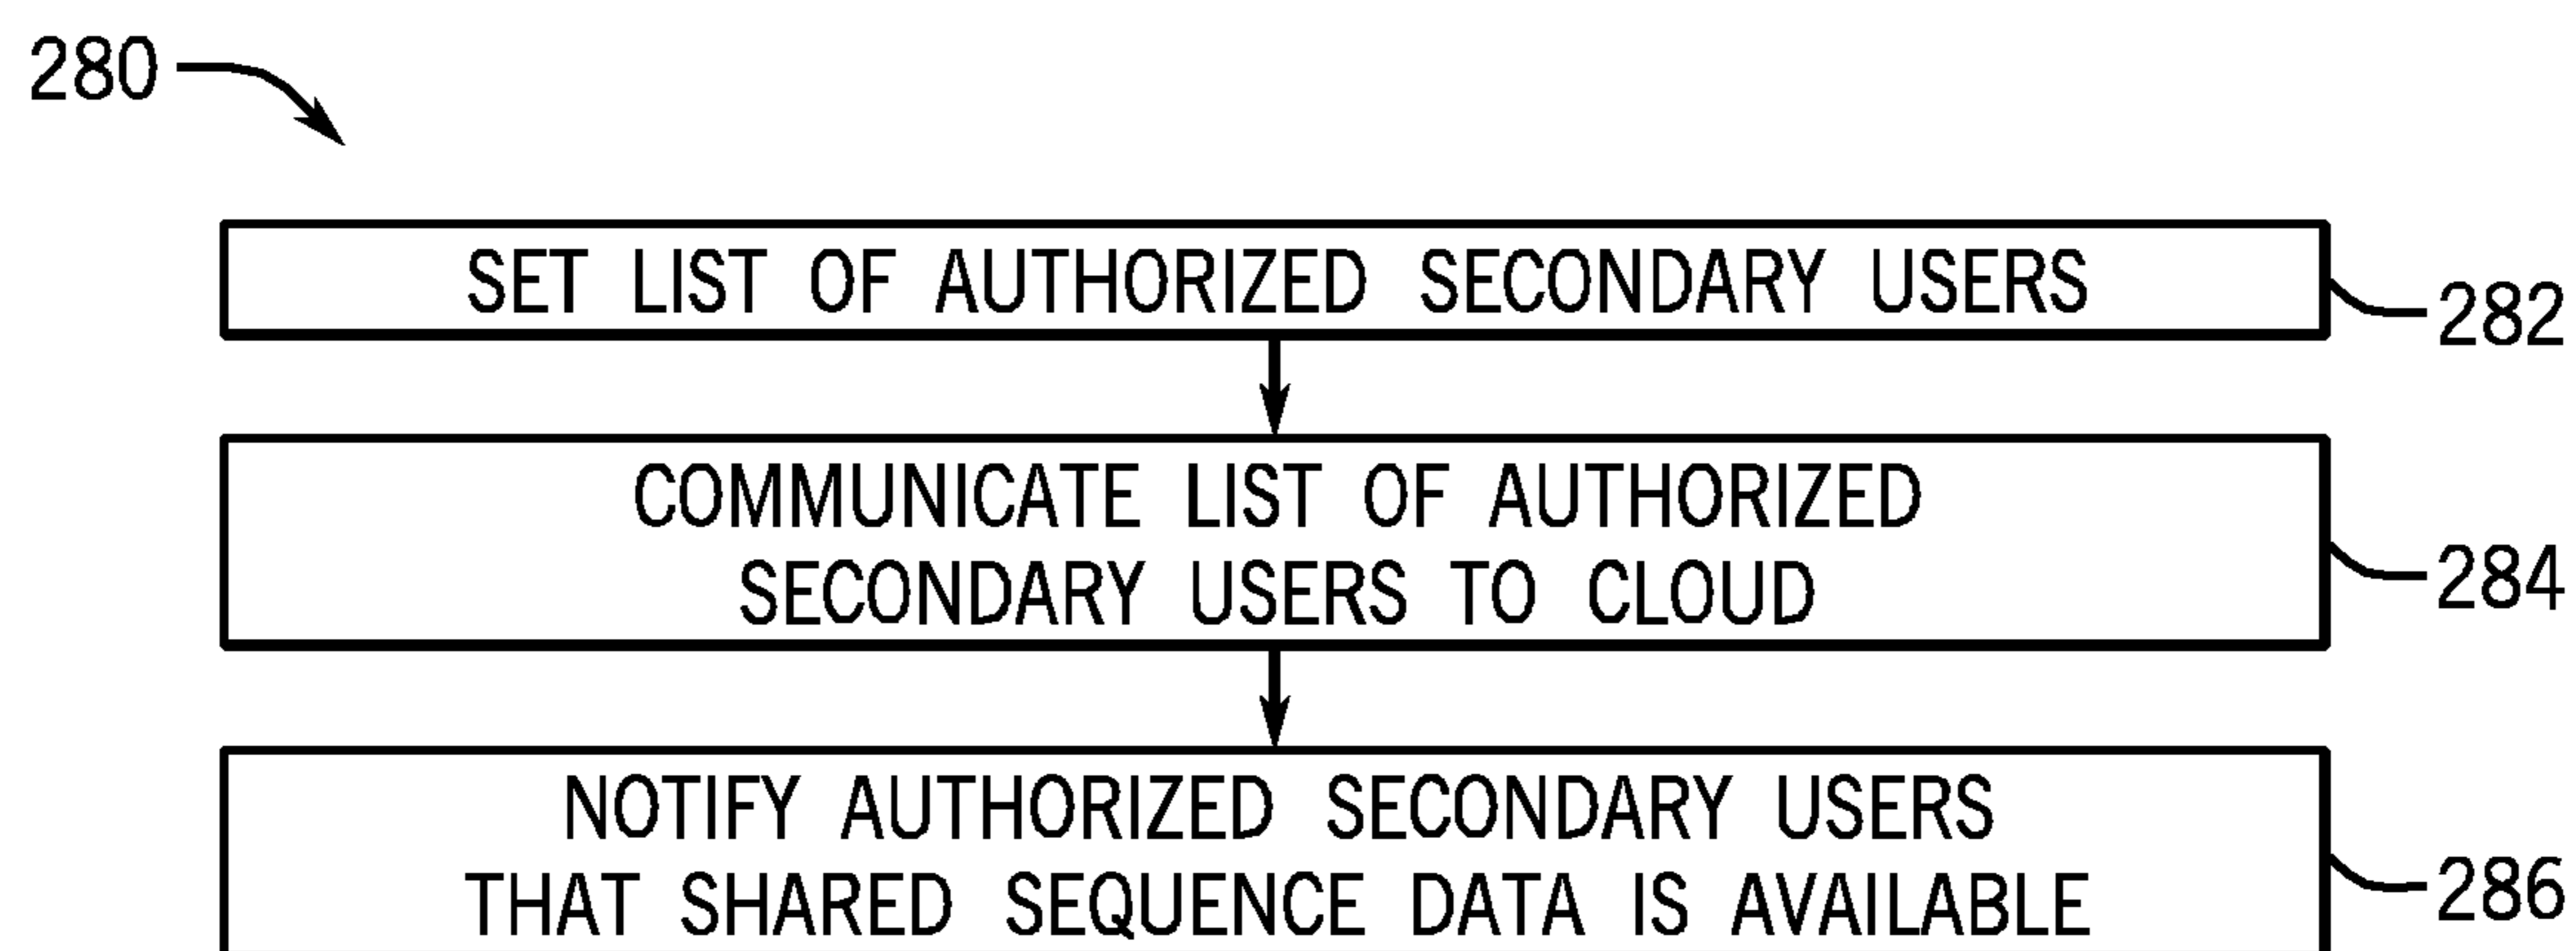 280
SET LIST OF AUTHORIZED SECONDARY USERS
282
COMMUNICATE LIST OF AUTHORIZED
SECONDARY USERS TO CLOUD
284
NOTIFY AUTHORIZED SECONDARY USERS
THAT SHARED SEQUENCE DATA IS AVAILABLE
286